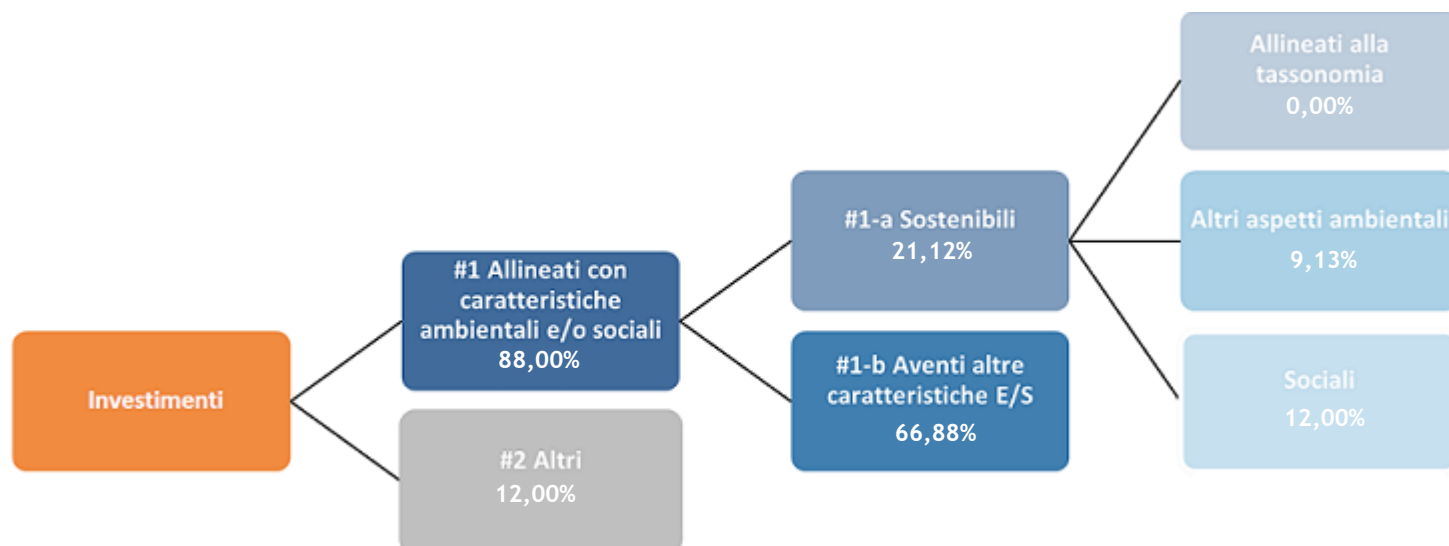 Investimenti
#1 Allineati con
caratteristiche
ambientali e/o sociali
88,00%
#2 Altri
12,00%
#1-a Sostenibili
21,12%
#1-b Aventi altre
caratteristiche E/S
66,88%
Allineati alla
tassonomia
0,00%
Altri aspetti ambientali
9,13%
Sociali
12,00%